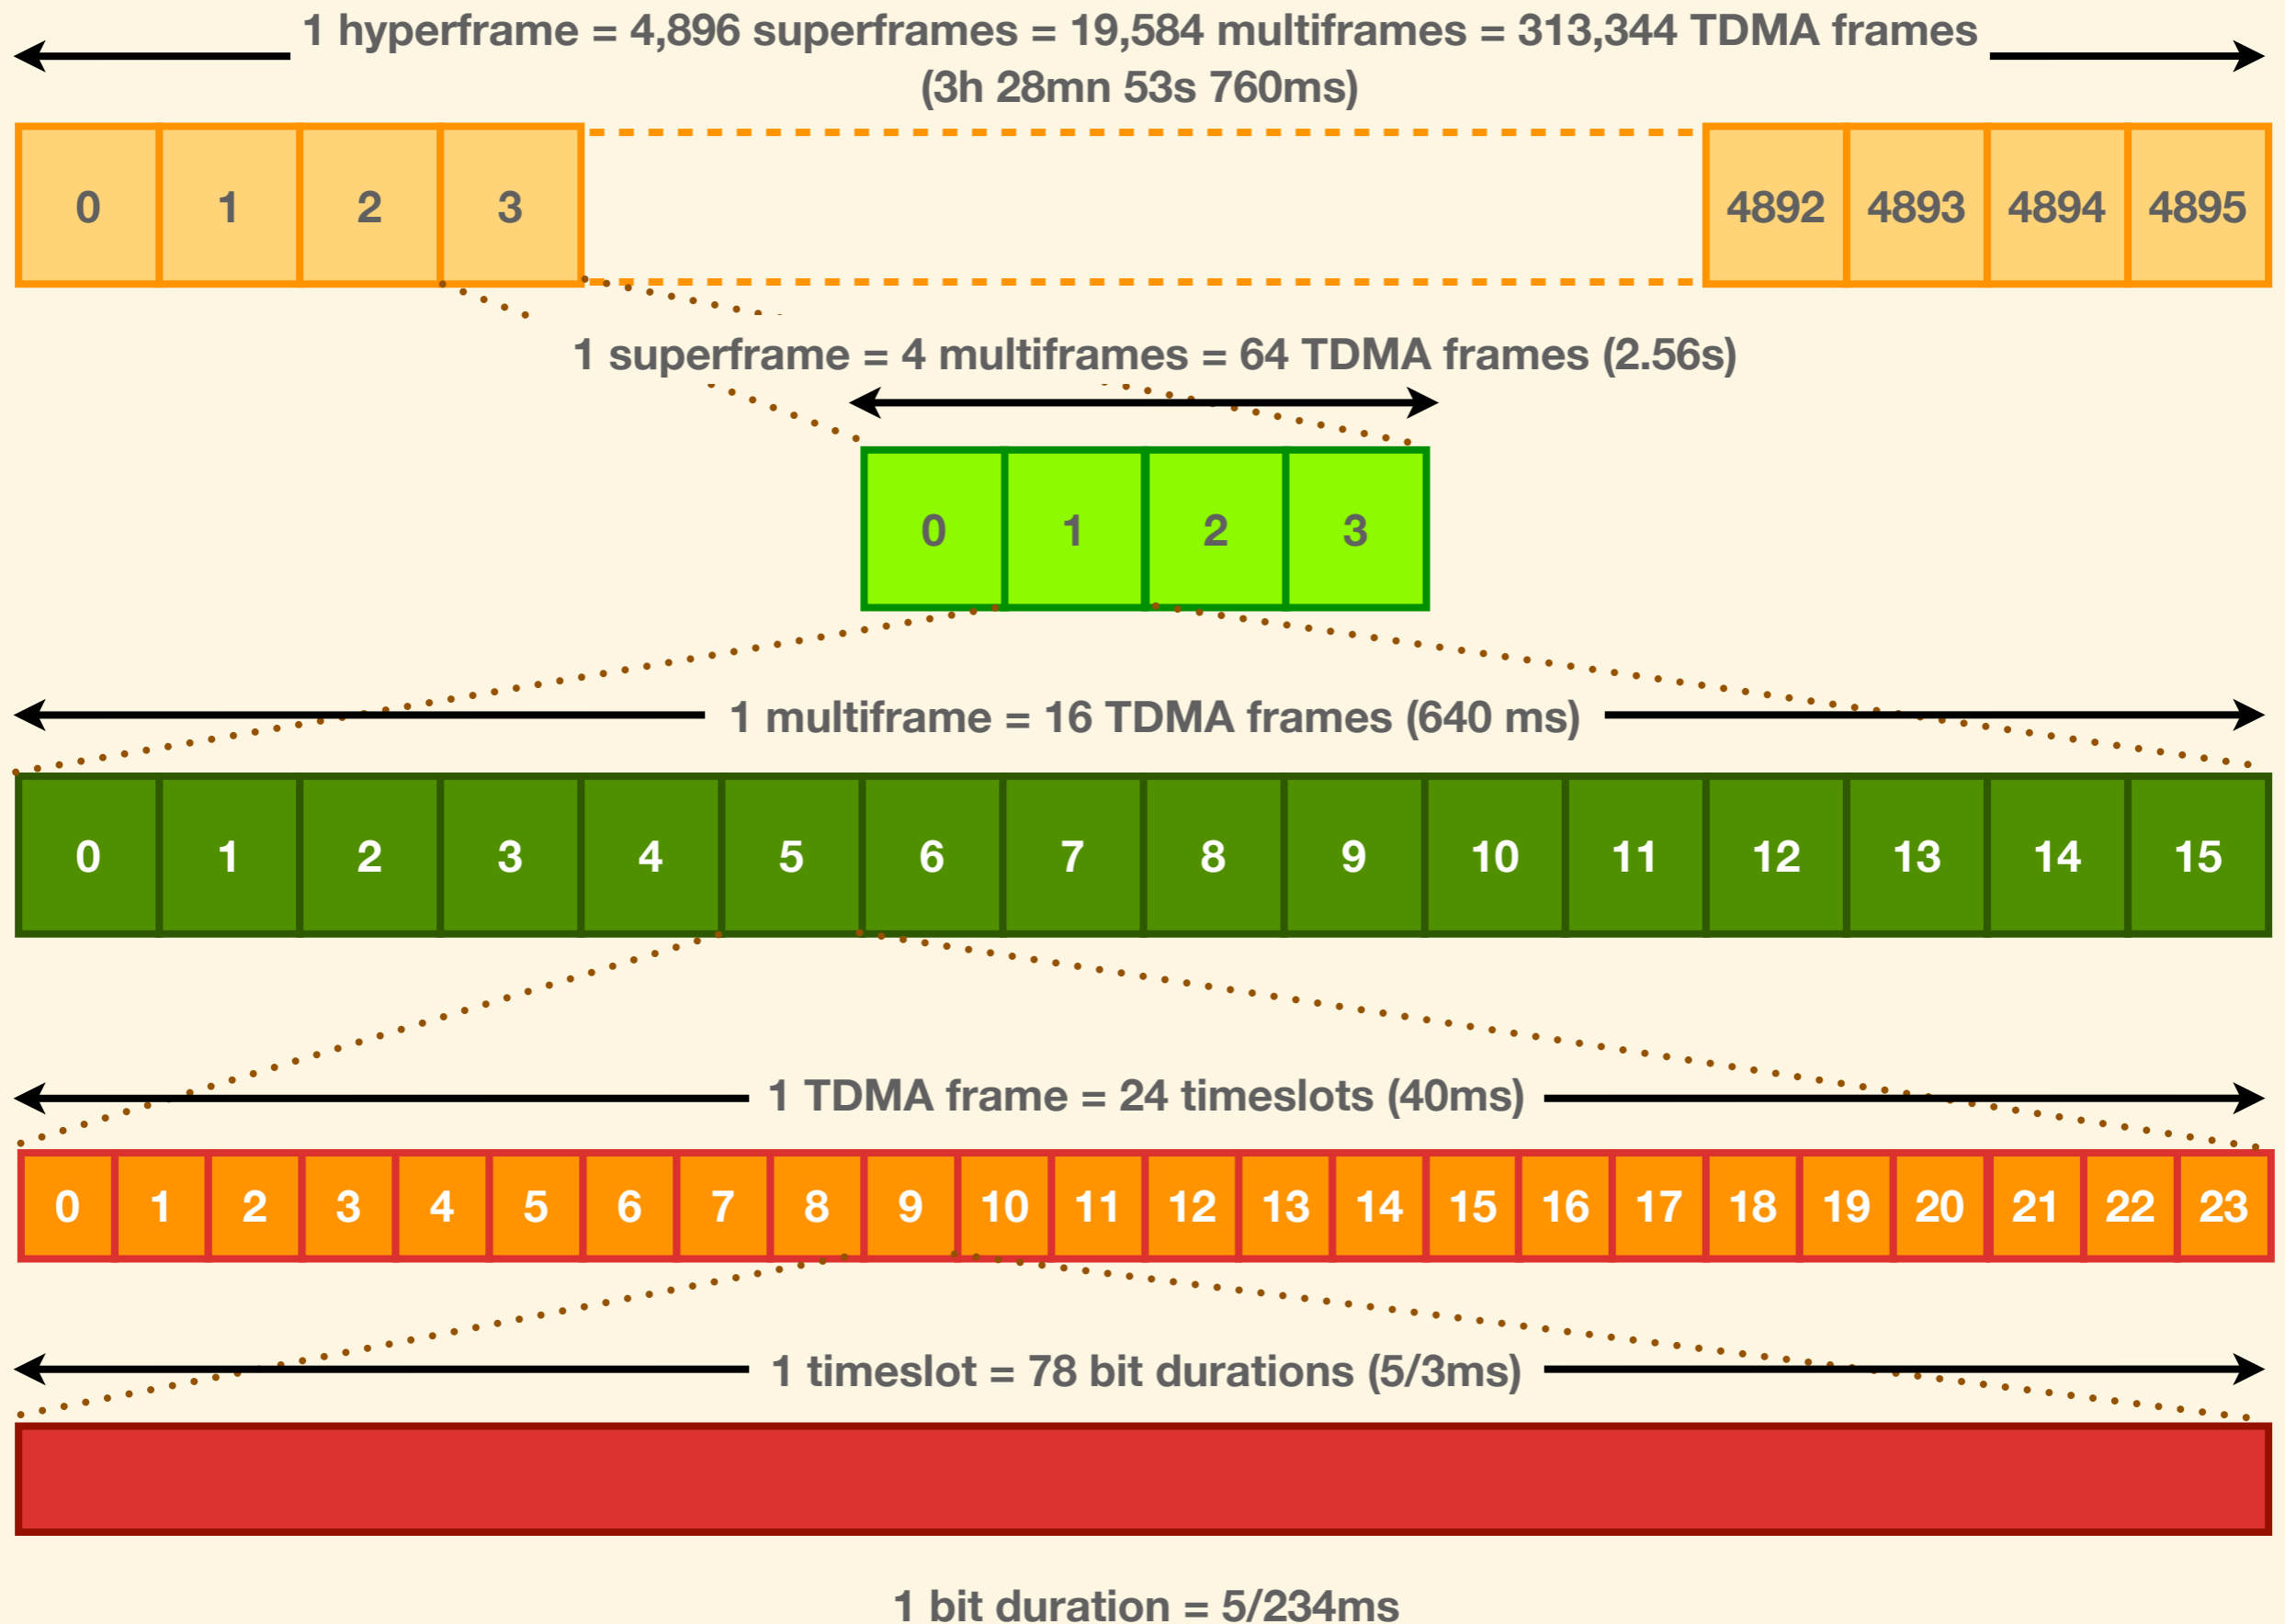 1 hyperframe = 4,896 superframes = 19,584 multiframes = 313,344 TDMA frames
(3h 28mn 53s 760ms)
0 1 2 3 4892 4893 4894 4895
1 superframe = 4 multiframes = 64 TDMA frames (2.56s)
0 1 2 3
1 multiframe = 16 TDMA frames (640 ms)
0 1 2 3 4 5 6 7 8 9 10 11 12 13 14 15
1 TDMA frame = 24 timeslots (40ms)
0 1 2 3 4 5 6 7 8 9 10 11 12 13 14 15 16 17 18 19 20 21 22 23
1 timeslot = 78 bit durations (5/3ms)
1 bit duration = 5/234ms